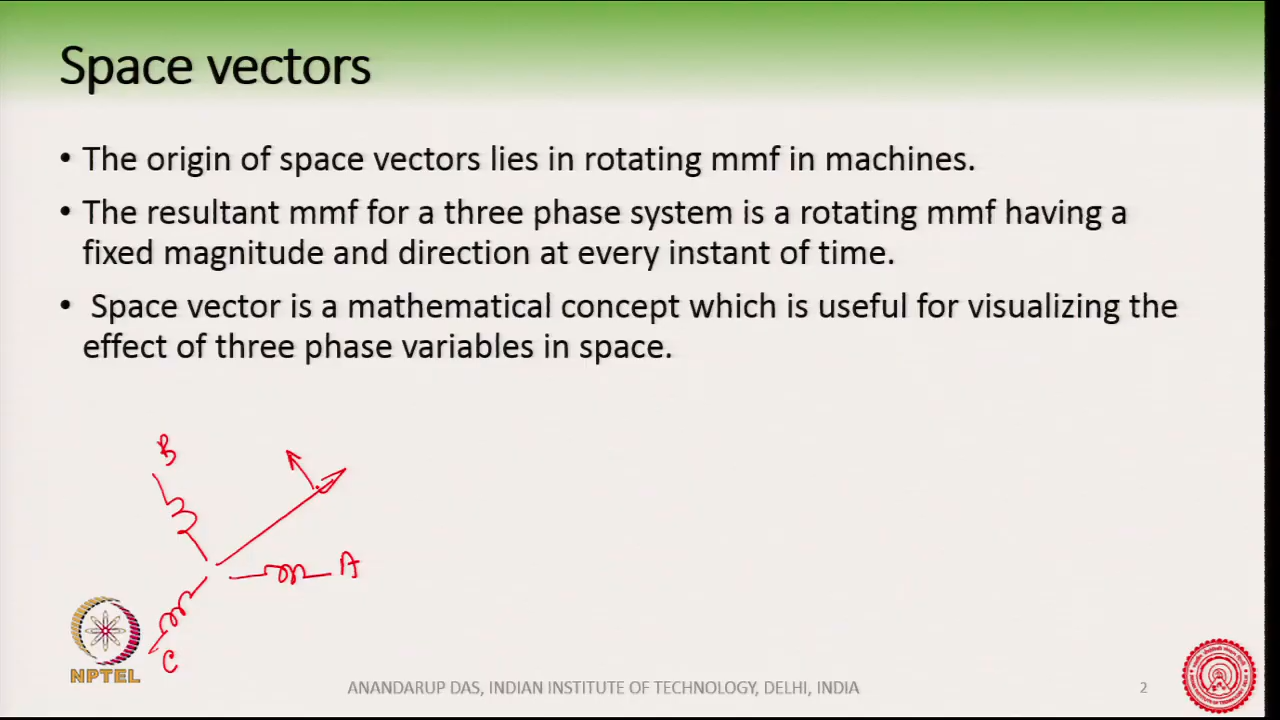 Space vectors
• The origin of space vectors lies in rotating mmf in machines.
• The resultant mmf for a three phase system is a rotating mmf having a
fixed magnitude and direction at every instant of time.
• Space vector is a mathematical concept which is useful for visualizing the
effect of three phase variables in space.
B
A
C
NPTEL
ANANDARUP DAS, INDIAN INSTITUTE OF TECHNOLOGY, DELHI, INDIA
2